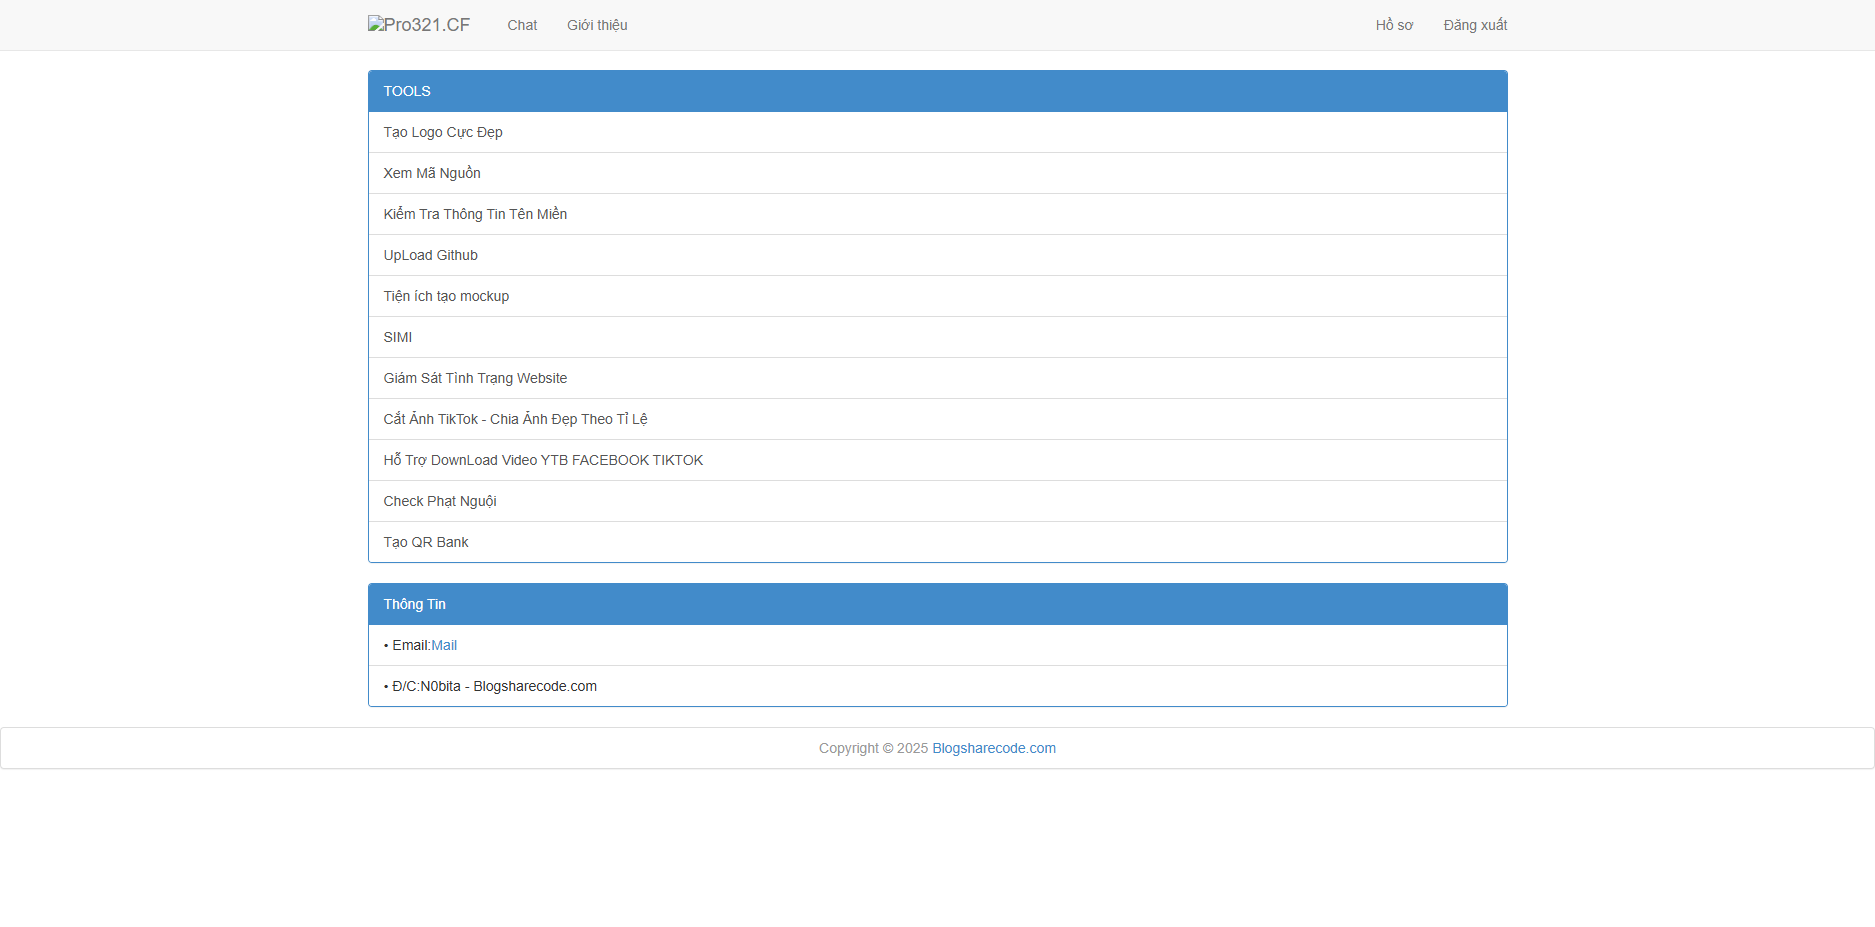 Pro321.CF Chat Giới thiệu Hồ sơ Đăng xuất
TOOLS
Tạo Logo Cực Đẹp
Xem Mã Nguồn
Kiểm Tra Thông Tin Tên Miền
UpLoad Github
Tiện ích tạo mockup
SIMI
Giám Sát Tình Trạng Website
Cắt Ảnh TikTok - Chia Ảnh Đẹp Theo Tỉ Lệ
Hỗ Trợ DownLoad Video YTB FACEBOOK TIKTOK
Check Phạt Nguội
Tạo QR Bank
Thông Tin
• Email:Mail
• Đ/C:N0bita - Blogsharecode.com
Copyright © 2025 Blogsharecode.com